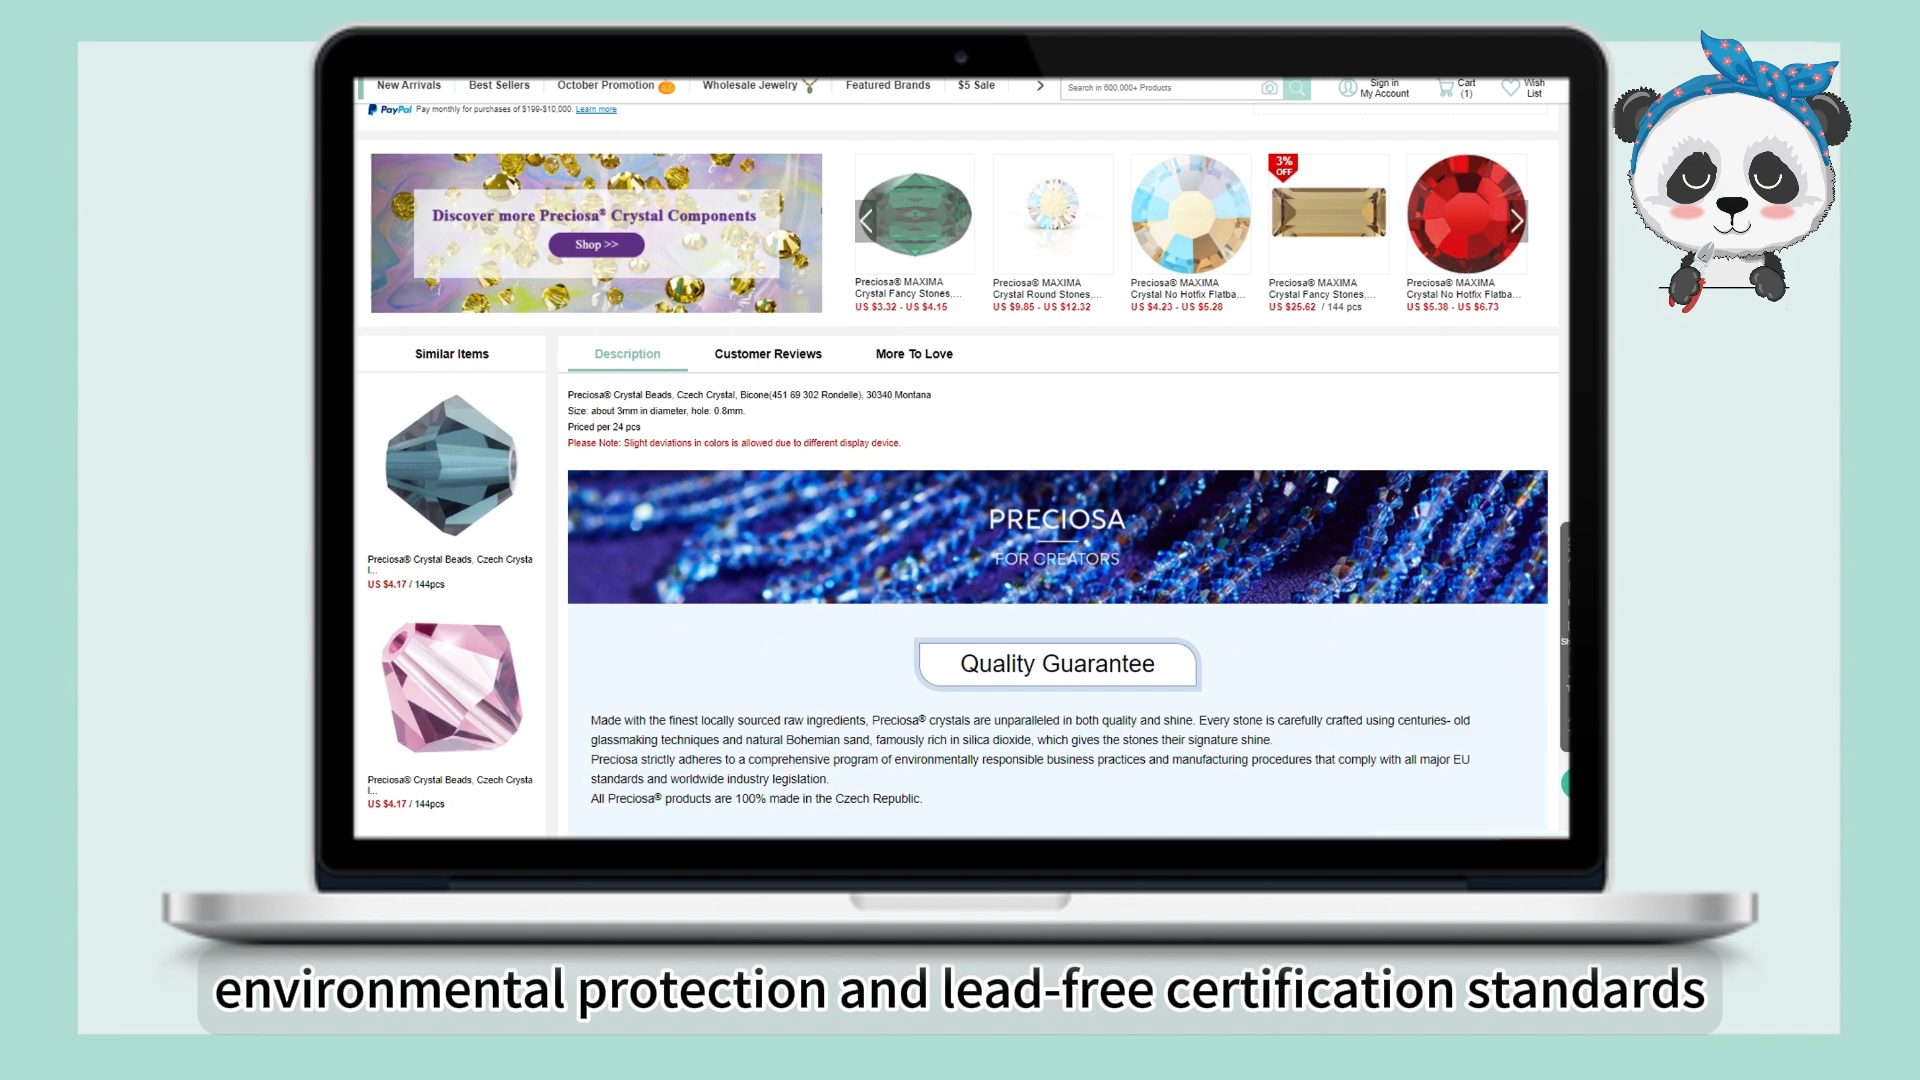 New Arrivals
Best Sellers
October Promotion
Wholesale Jewelry
Featured Brands
$5 Sale
Search in 600,000+ Products
Sign in
My Account
Cart
(1)
Wish
List
PayPal Pay monthly for purchases of $199-$10,000. Learn more
Discover more Preciosa® Crystal Components
Shop >>
Preciosa® MAXIMA
Crystal Fancy Stones,...
US $3.32 - US $4.15
Preciosa® MAXIMA
Crystal Round Stones,...
US $9.85 - US $12.32
Preciosa® MAXIMA
Crystal No Hotfix Flatba...
US $4.23 - US $5.28
3%
OFF
Preciosa® MAXIMA
Crystal Fancy Stones,...
US $25.62 / 144 pcs
Preciosa® MAXIMA
Crystal No Hotfix Flatba...
US $5.38 - US $6.73
Similar Items
Description
Customer Reviews
More To Love
Preciosa® Crystal Beads, Czech Crysta
l...
US $4.17 / 144pcs
Preciosa® Crystal Beads, Czech Crysta
l...
US $4.17 / 144pcs
Preciosa® Crystal Beads, Czech Crystal, Bicone(451 69 302 Rondelle), 30340 Montana
Size: about 3mm in diameter, hole: 0.8mm.
Priced per 24 pcs
Please Note: Slight deviations in colors is allowed due to different display device.
PRECIOSA
FOR CREATORS
Quality Guarantee
Made with the finest locally sourced raw ingredients, Preciosa® crystals are unparalleled in both quality and shine. Every stone is carefully crafted using centuries- old
glassmaking techniques and natural Bohemian sand, famously rich in silica dioxide, which gives the stones their signature shine.
Preciosa strictly adheres to a comprehensive program of environmentally responsible business practices and manufacturing procedures that comply with all major EU
standards and worldwide industry legislation.
All Preciosa® products are 100% made in the Czech Republic.
environmental protection and lead-free certification standards